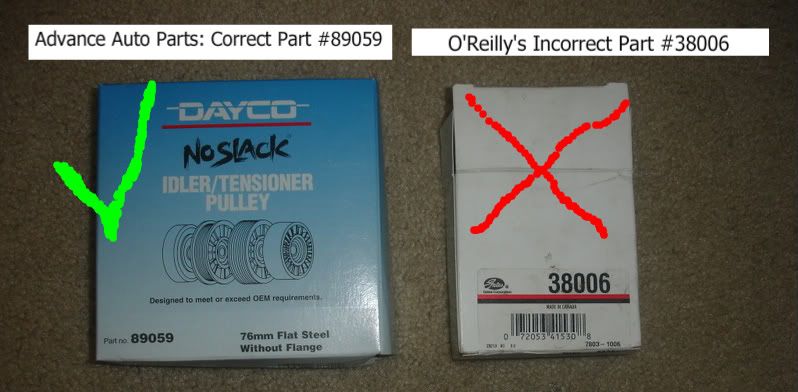 Advance Auto Parts: Correct Part #89059
O'Reilly's Incorrect Part #38006
DAYCO
NO SLACK
IDLER/TENSIONER
PULLEY
Designed to meet or exceed OEM requirements.
Part no. 89059
76mm Flat Steel
Without Flange
Gates
38006
MADE IN CANADA
0 72053 41530 8
7803-1006